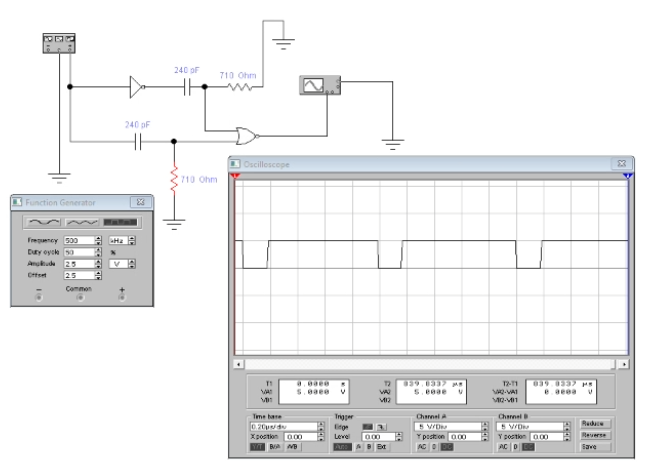 240 pF
710 Ohm
240 pF
710 Ohm
Oscilloscope
Function Generator
Frequency 500 kHz
Duty cycle 50 %
Amplitude 2.5 V
Offset 2.5
− Common +
T1 0.0000 s T2 839.8337 µs T2-T1 839.8337 µs
VA1 5.0000 V VA2 5.0000 V VA2-VA1 0.0000 V
VB1 VB2 VB2-VB1
Time base Trigger Channel A Channel B
0.20µs/div Edge 5 V/Div 5 V/Div Reduce
X position 0.00 Level 0.00 Y position 0.00 Y position 0.00 Reverse
Y/T B/A A/B Auto A B Ext AC 0 DC AC 0 DC Save